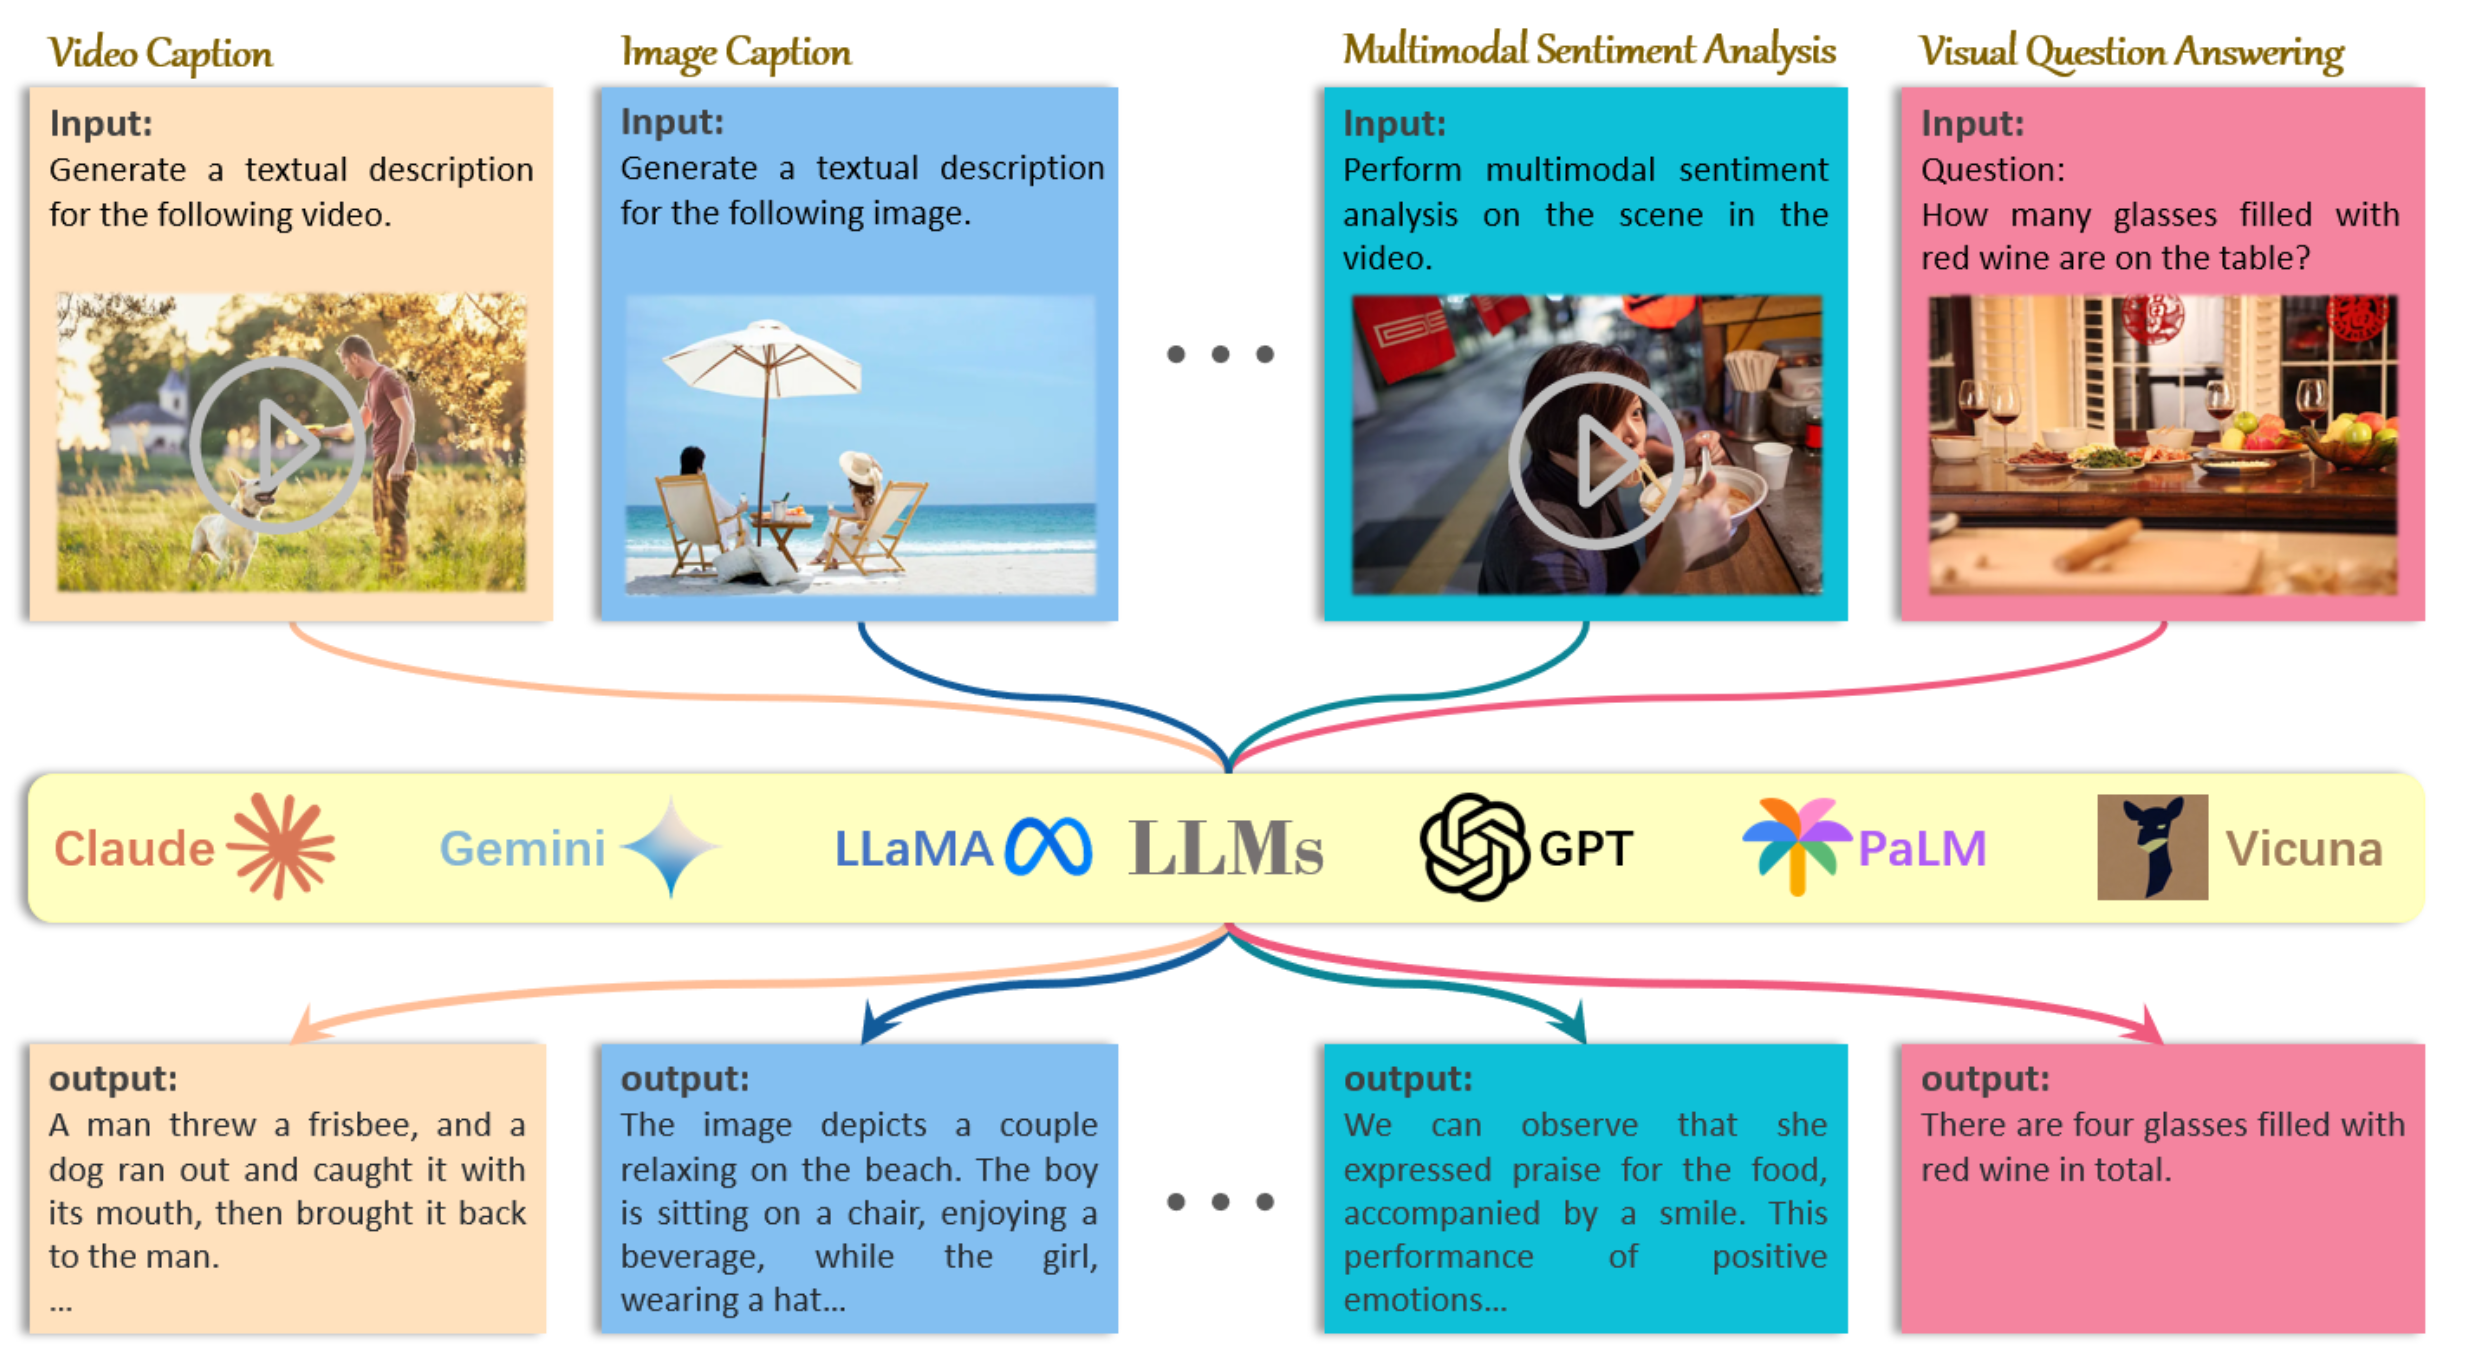 Video Caption
Input:
Generate a textual description
for the following video.
Image Caption
Input:
Generate a textual description
for the following image.
Multimodal Sentiment Analysis
Input:
Perform multimodal sentiment
analysis on the scene in the
video.
Visual Question Answering
Input:
Question:
How many glasses filled with
red wine are on the table?
福
福
Claude
Gemini
LLaMA
LLMs
GPT
PaLM
Vicuna
output:
A man threw a frisbee, and a
dog ran out and caught it with
its mouth, then brought it back
to the man.
...
output:
The image depicts a couple
relaxing on the beach. The boy
is sitting on a chair, enjoying a
beverage, while the girl,
wearing a hat...
output:
We can observe that she
expressed praise for the food,
accompanied by a smile. This
performance of positive
emotions...
output:
There are four glasses filled with
red wine in total.